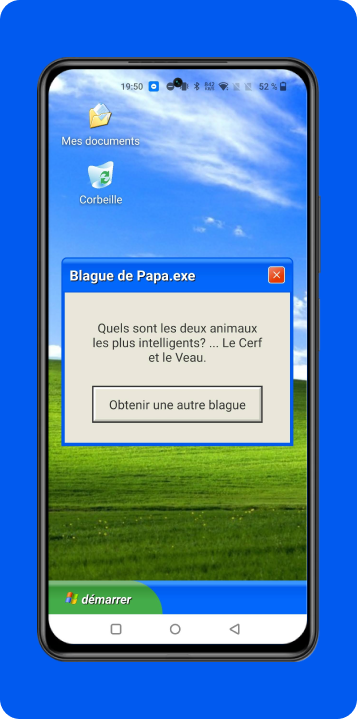 19:50 52 %
Mes documents
Corbeille
Blague de Papa.exe
Quels sont les deux animaux
les plus intelligents? ... Le Cerf
et le Veau.
Obtenir une autre blague
démarrer